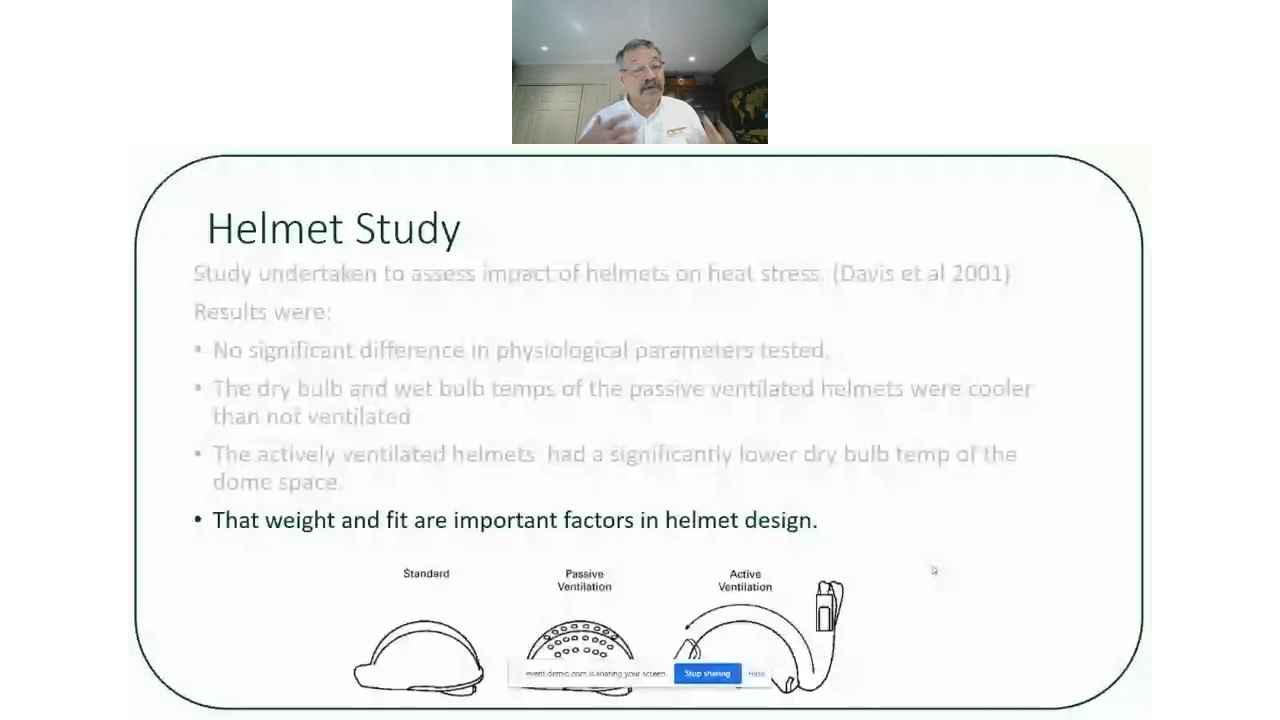 Helmet Study
Study undertaken to assess impact of helmets on heat stress. (Davis et al 2001)
Results were:
• No significant difference in physiological parameters tested.
• The dry bulb and wet bulb temps of the passive ventilated helmets were cooler
than not ventilated
• The actively ventilated helmets had a significantly lower dry bulb temp of the
dome space.
• That weight and fit are important factors in helmet design.
Standard
Passive
Ventilation
Active
Ventilation
is sharing your screen.
Stop sharing
Hide